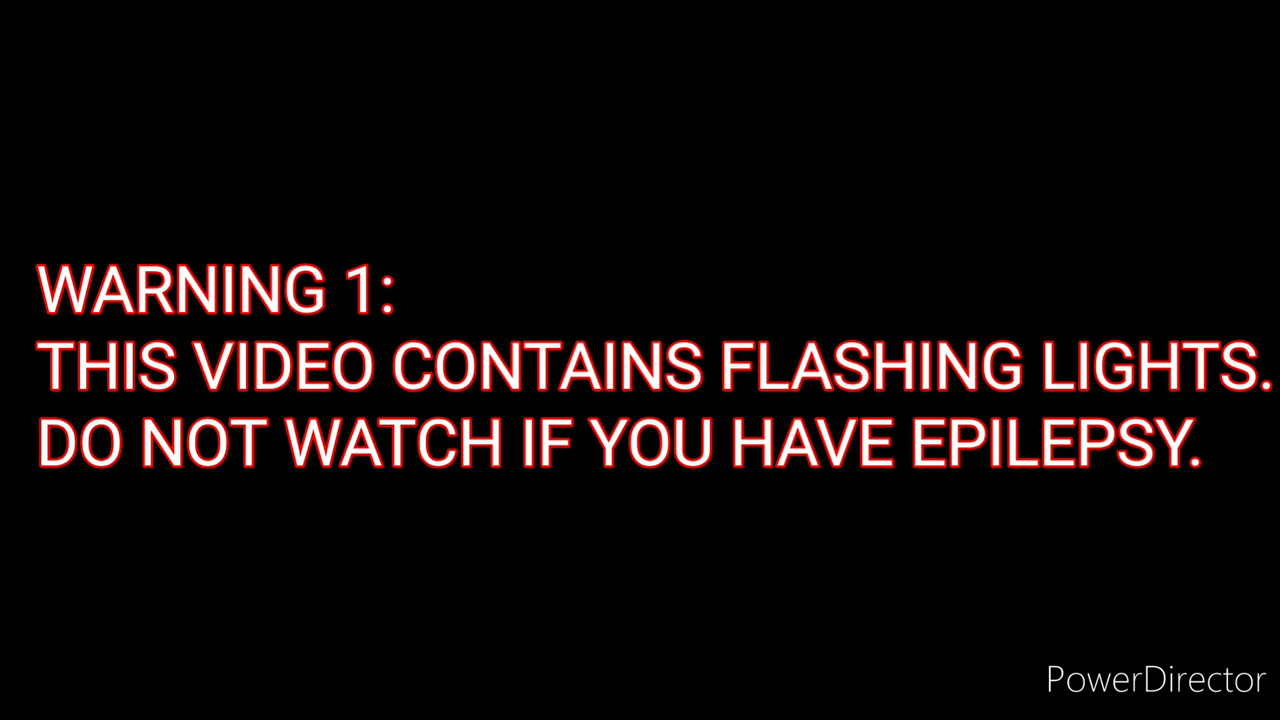 WARNING 1:
THIS VIDEO CONTAINS FLASHING LIGHTS.
DO NOT WATCH IF YOU HAVE EPILEPSY.
PowerDirector